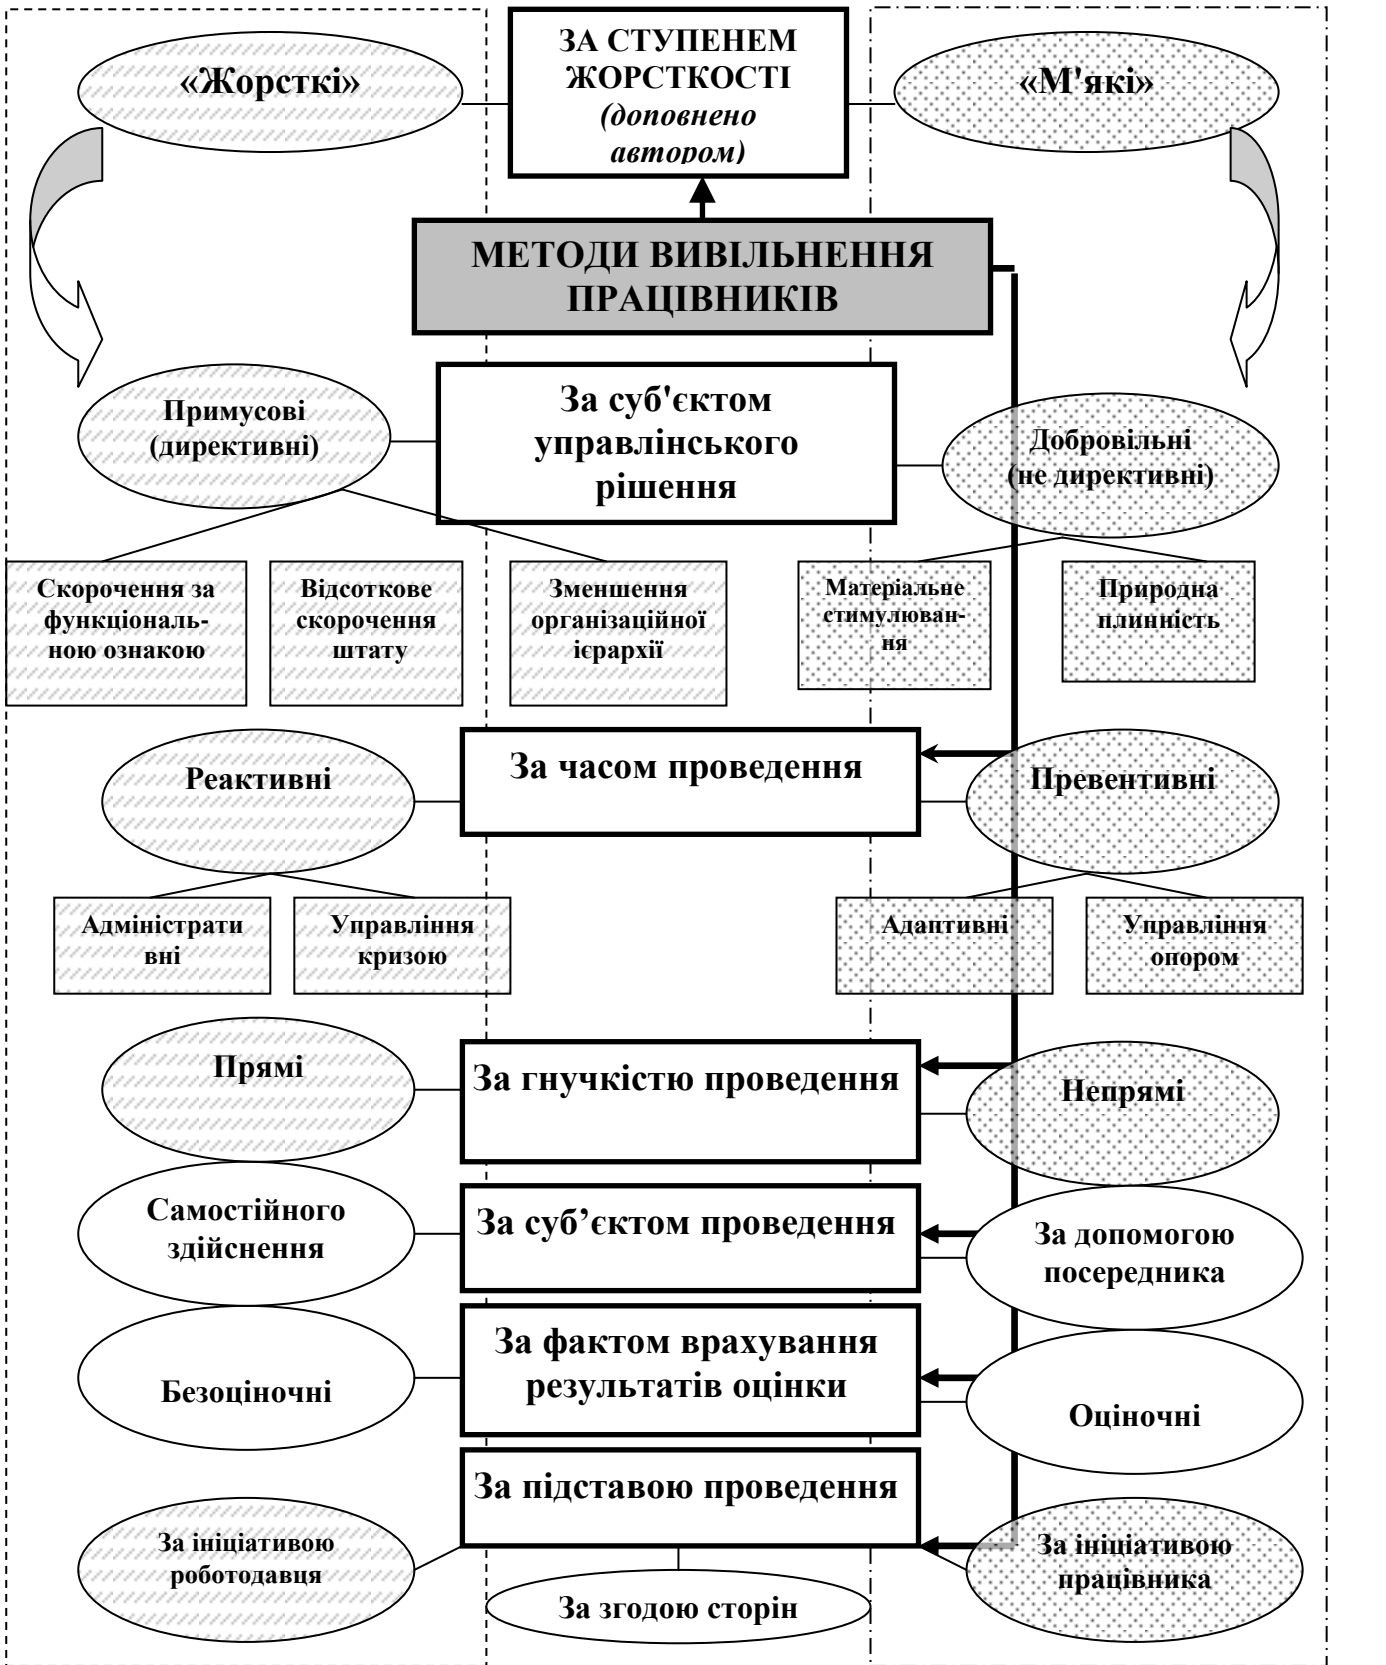 «Жорсткі»
ЗА СТУПЕНЕМ
ЖОРСТКОСТІ
(доповнено
автором)
«М'які»
МЕТОДИ ВИВІЛЬНЕННЯ
ПРАЦІВНИКІВ
Примусові
(директивні)
За суб'єктом
управлінського
рішення
Добровільні
(не директивні)
Скорочення за
функціональ-
ною ознакою
Відсоткове
скорочення
штату
Зменшення
організаційної
ієрархії
Матеріальне
стимулюван-
ня
Природна
плинність
Реактивні
За часом проведення
Превентивні
Адміністрати
вні
Управління
кризою
Адаптивні
Управління
опором
Прямі
За гнучкістю проведення
Непрямі
Самостійного
здійснення
За суб’єктом проведення
За допомогою
посередника
Безоціночні
За фактом врахування
результатів оцінки
Оціночні
За підставою проведення
За ініціативою
роботодавця
За згодою сторін
За ініціативою
працівника